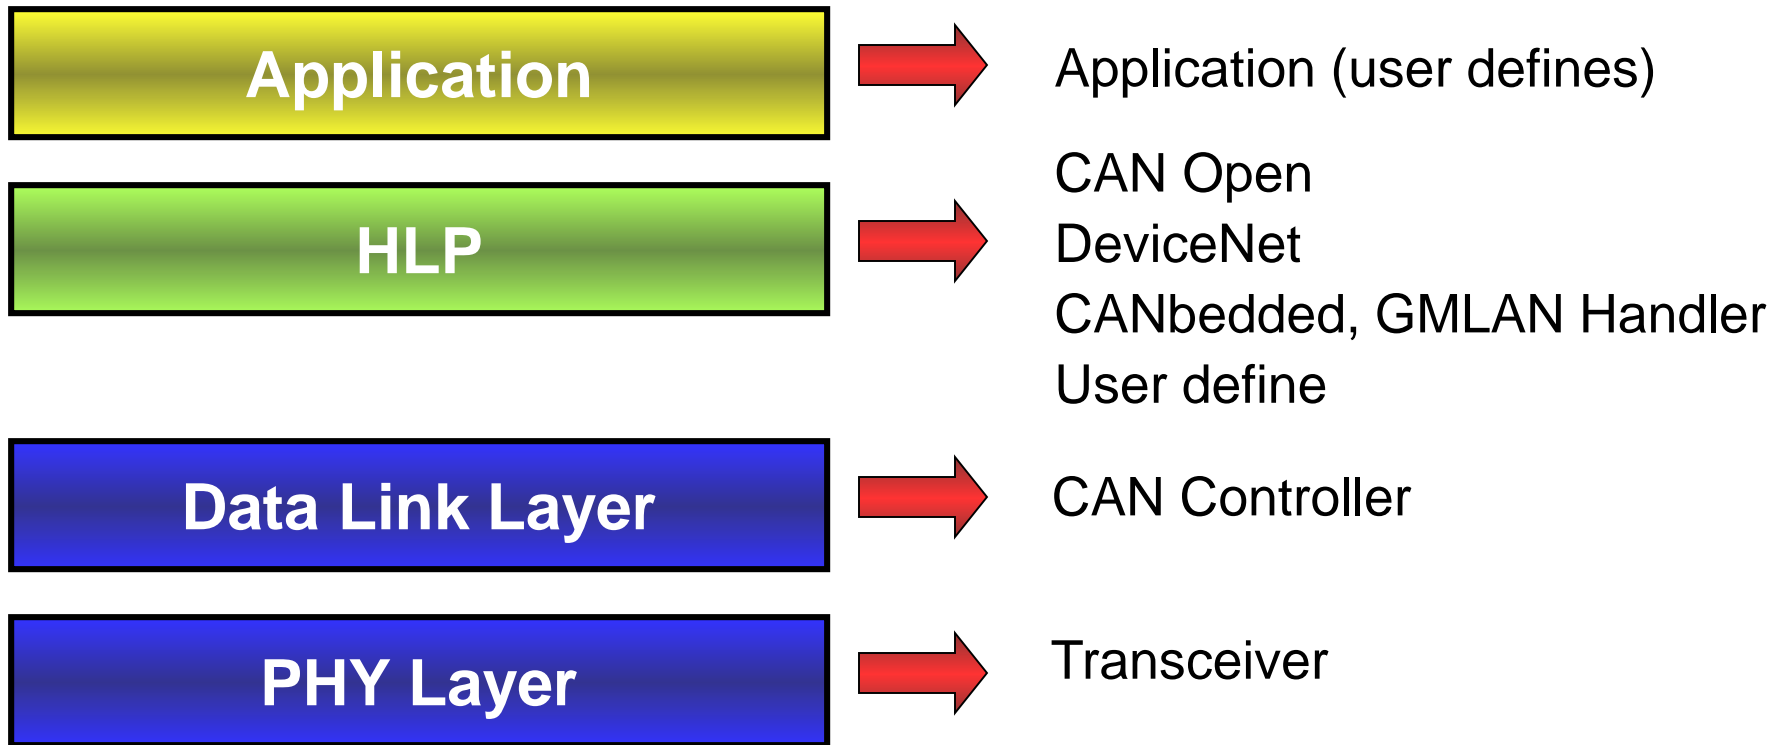 Application
Application (user defines)
HLP
CAN Open
DeviceNet
CANbedded, GMLAN Handler
User define
Data Link Layer
CAN Controller
PHY Layer
Transceiver